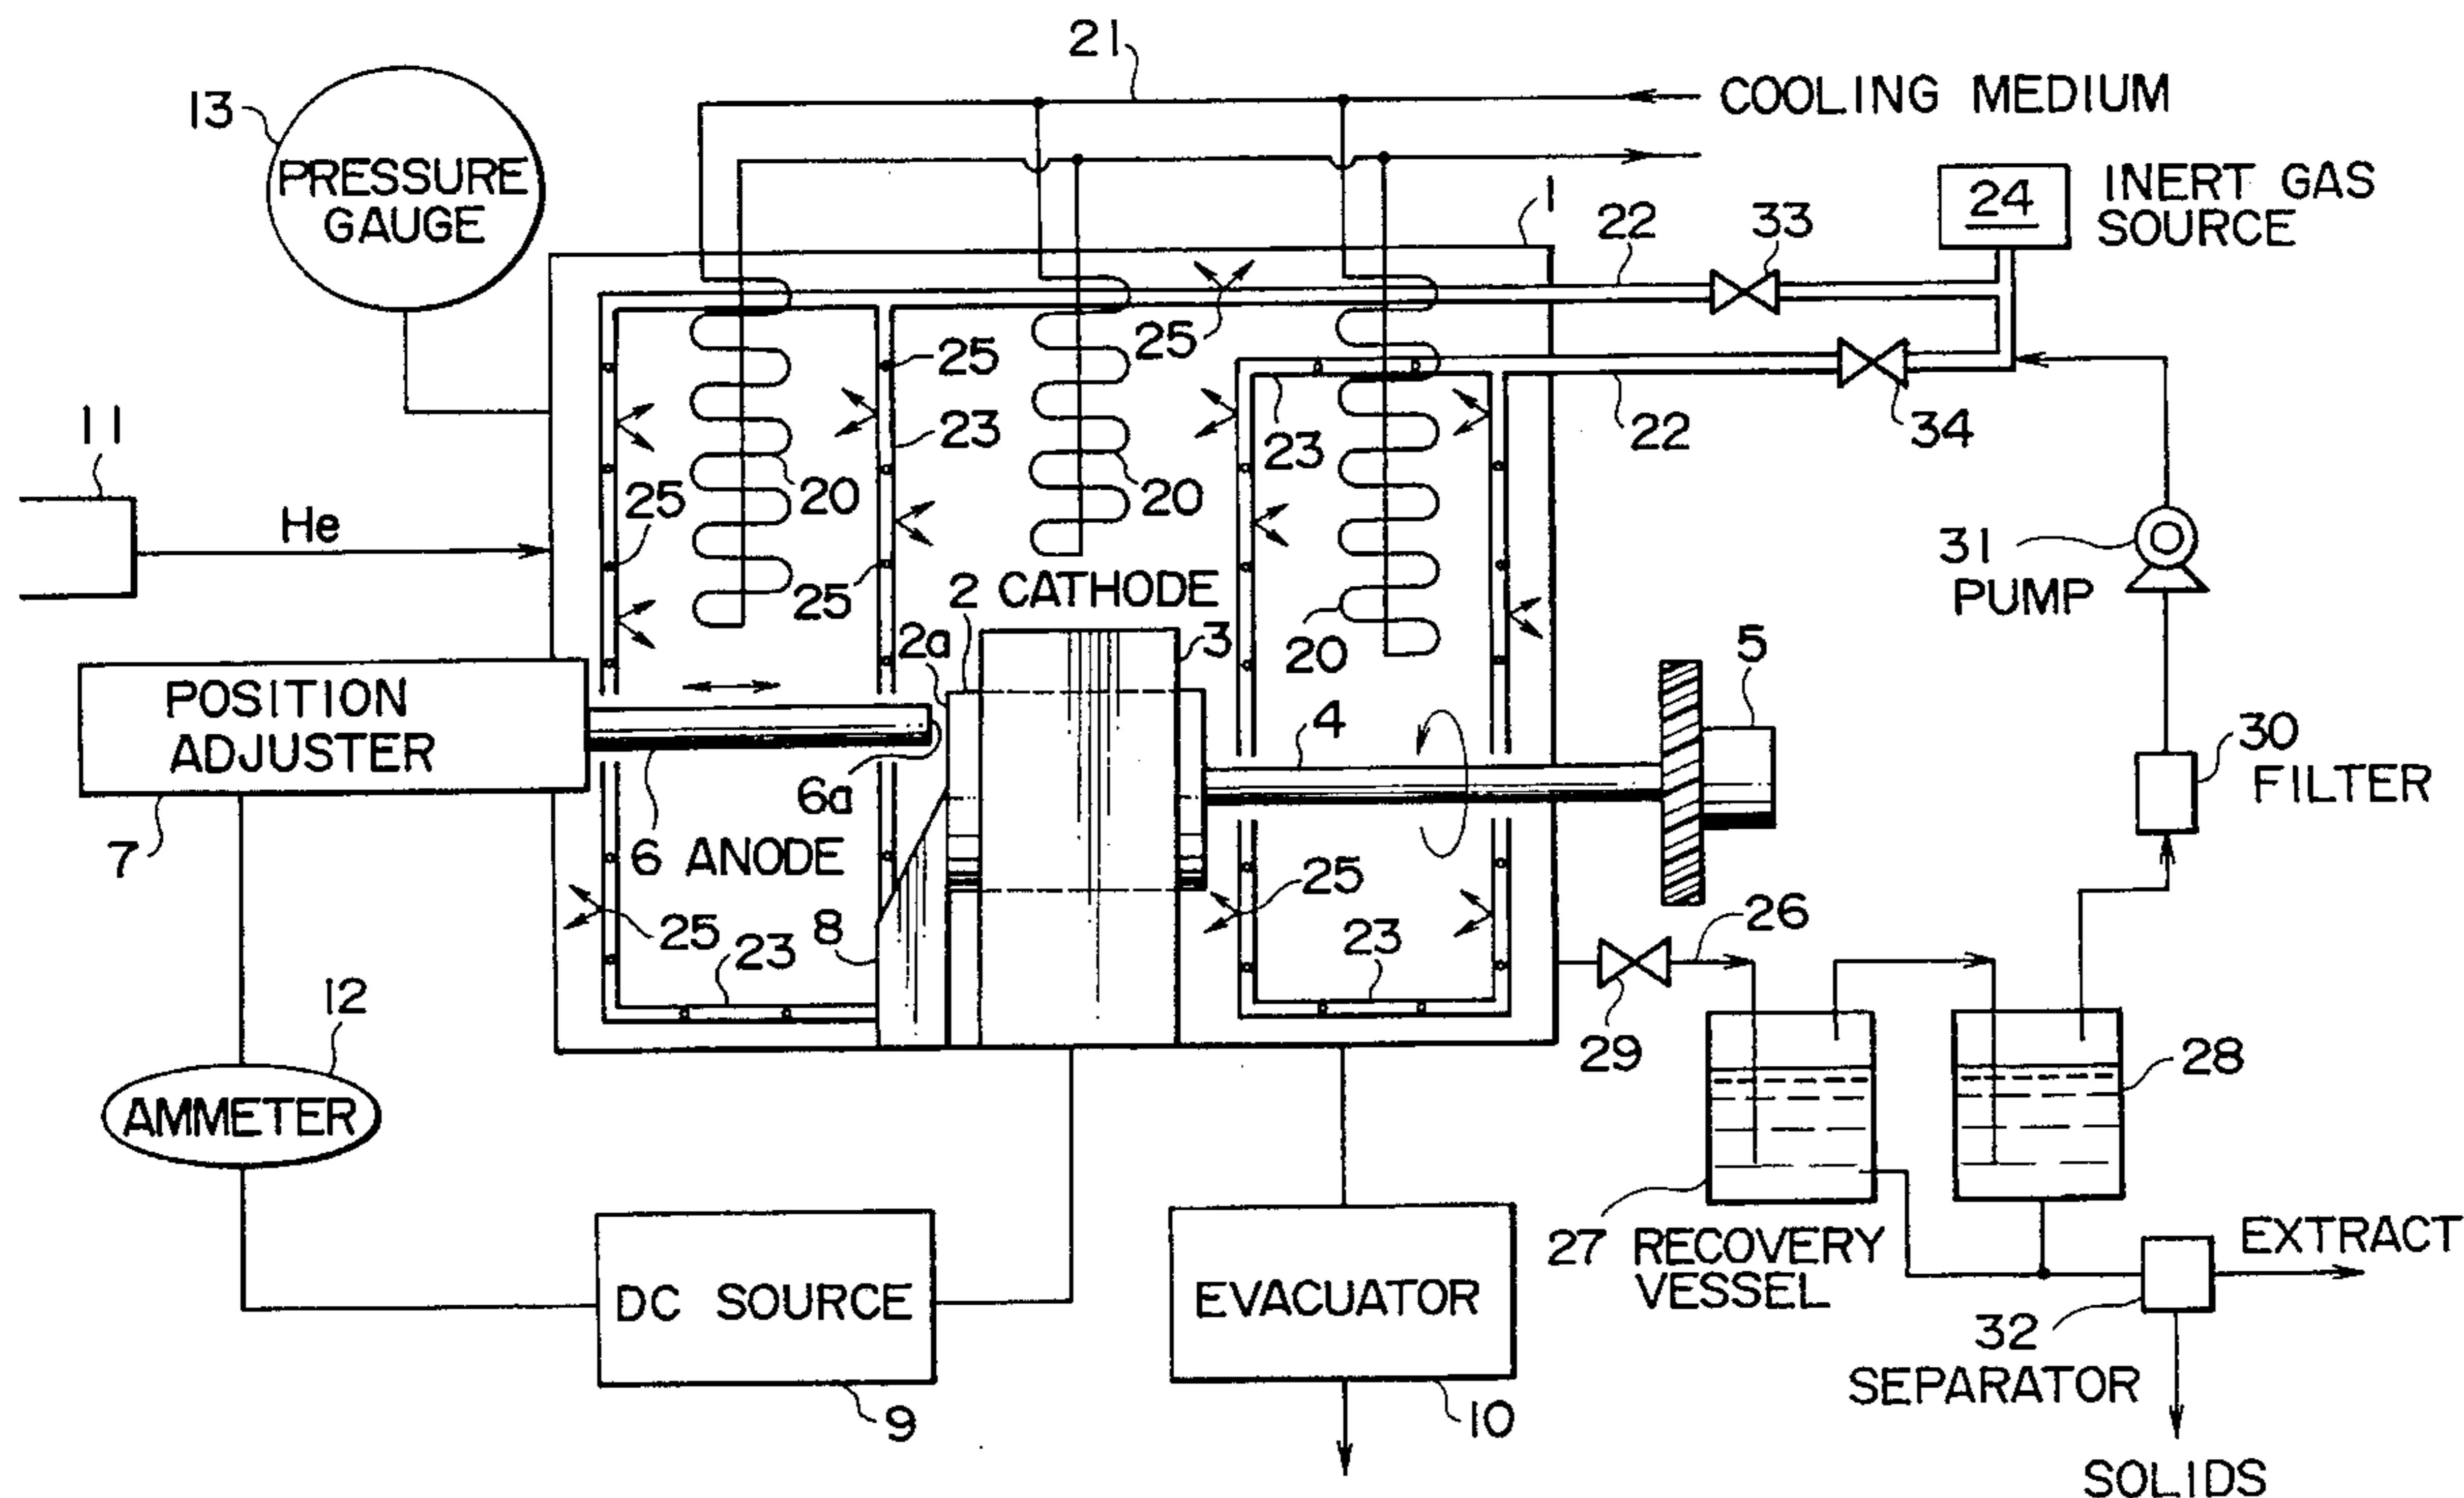 21
COOLING MEDIUM
13
PRESSURE
GAUGE
1
22
33
24
INERT GAS
SOURCE
25
25
23
23
22
34
11
He
25
20
20
25
31
PUMP
2 CATHODE
2a
3
20
5
POSITION
ADJUSTER
4
30
FILTER
6a
7
6 ANODE
25
8
25
23
23
26
12
29
28
AMMETER
27 RECOVERY
VESSEL
EXTRACT
DC SOURCE
EVACUATOR
32
SEPARATOR
9
10
SOLIDS